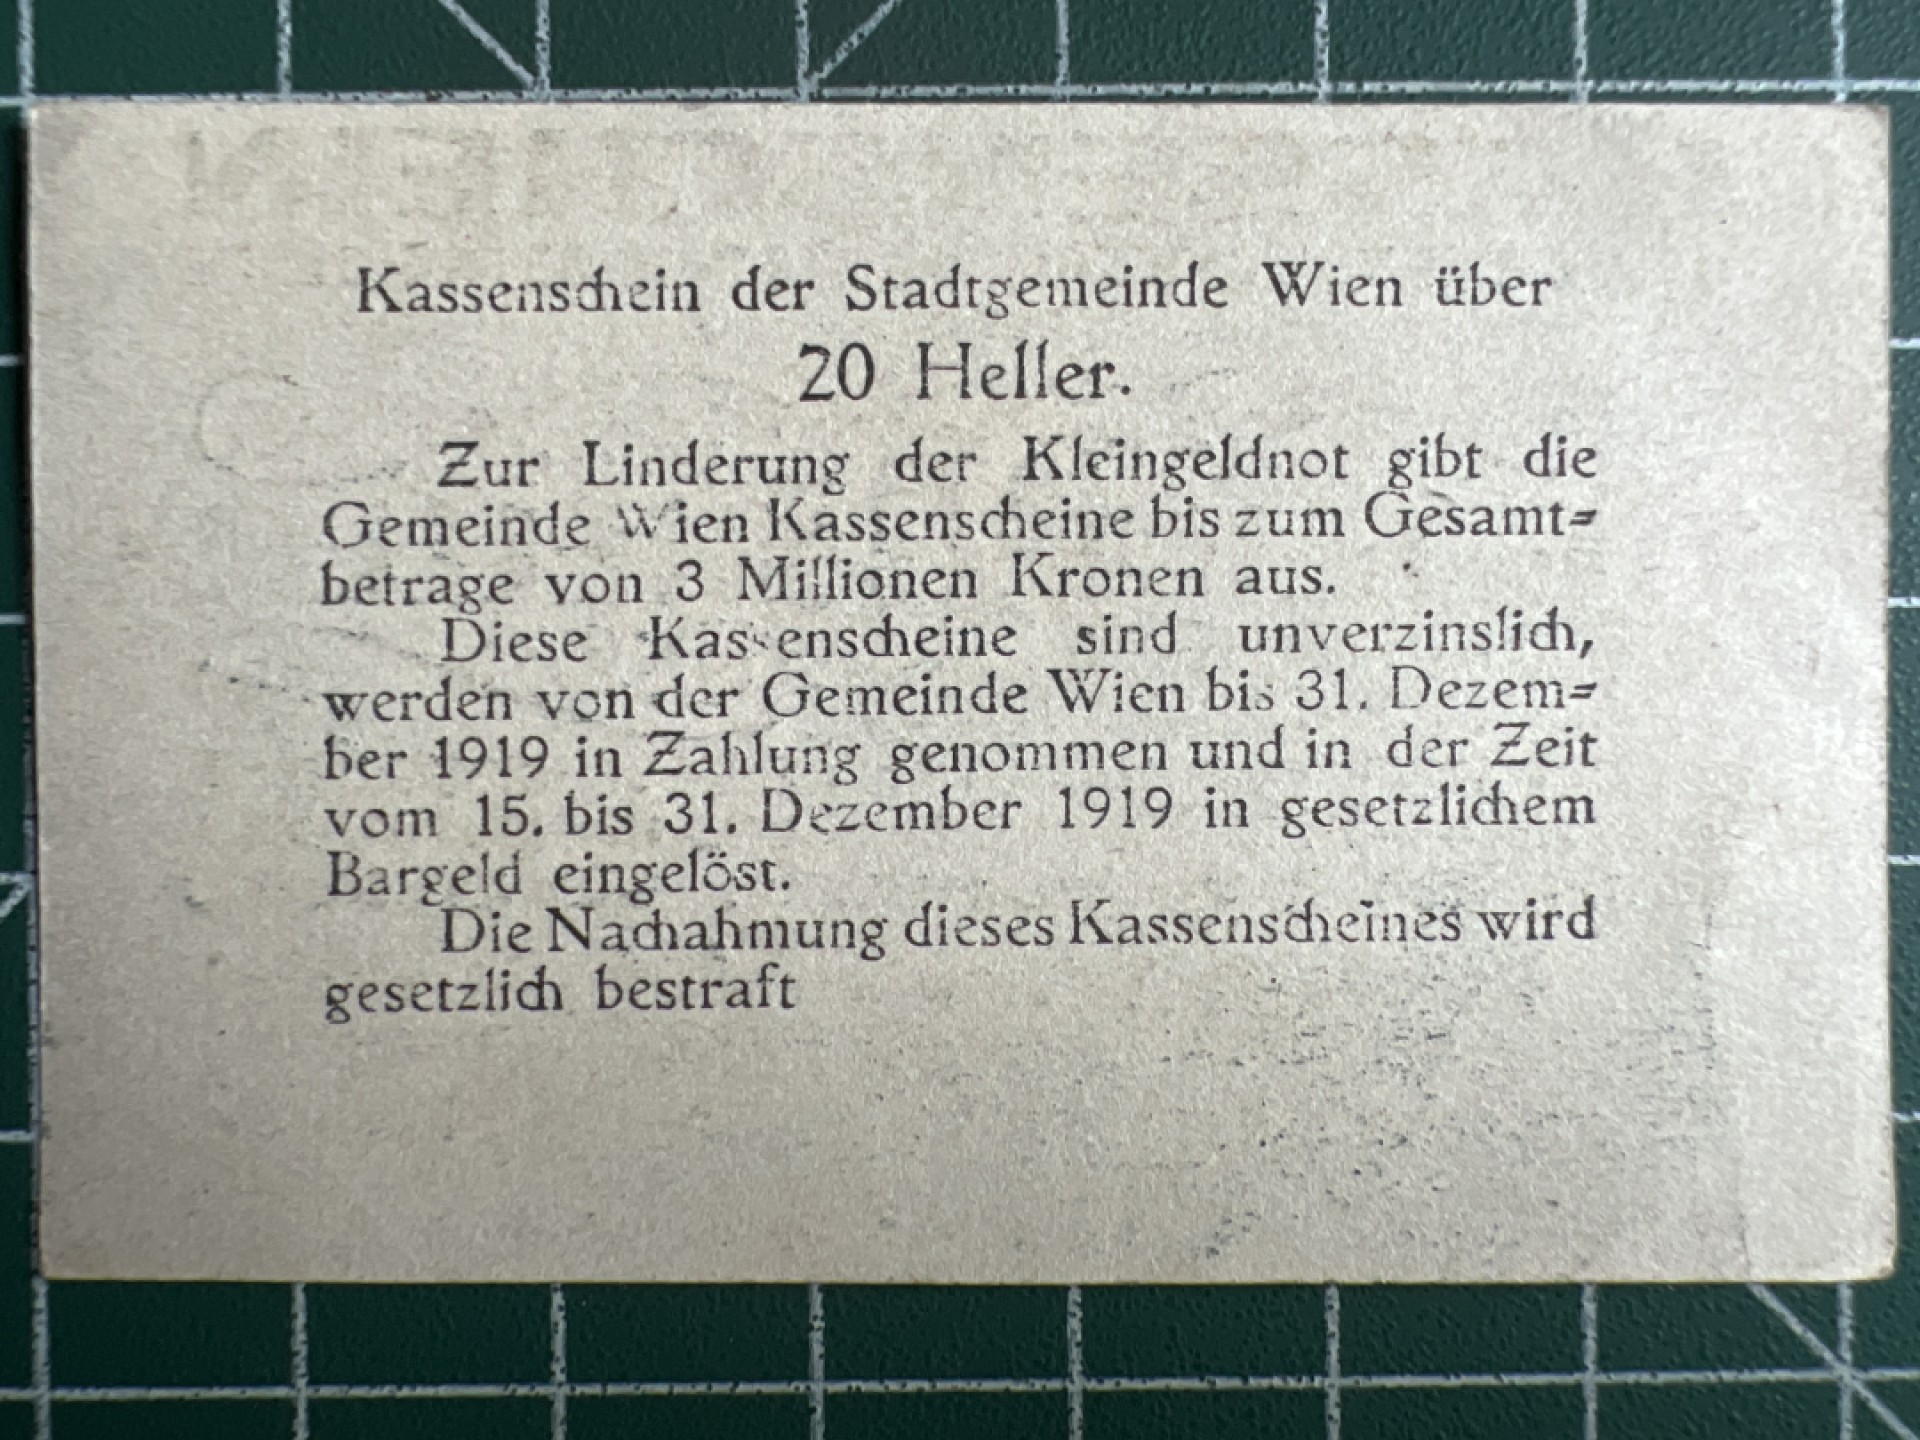 Kassenschein der Stadtgemeinde Wien über
20 Heller.
Zur Linderung der Kleingeldnot gibt die
Gemeinde Wien Kassenscheine bis zum Gesamt=
betrage von 3 Millionen Kronen aus.
Diese Kassenscheine sind unverzinslich,
werden von der Gemeinde Wien bis 31. Dezem=
ber 1919 in Zahlung genommen und in der Zeit
vom 15. bis 31. Dezember 1919 in gesetzlichem
Bargeld eingelöst.
Die Nachahmung dieses Kassenscheines wird
gesetzlich bestraft